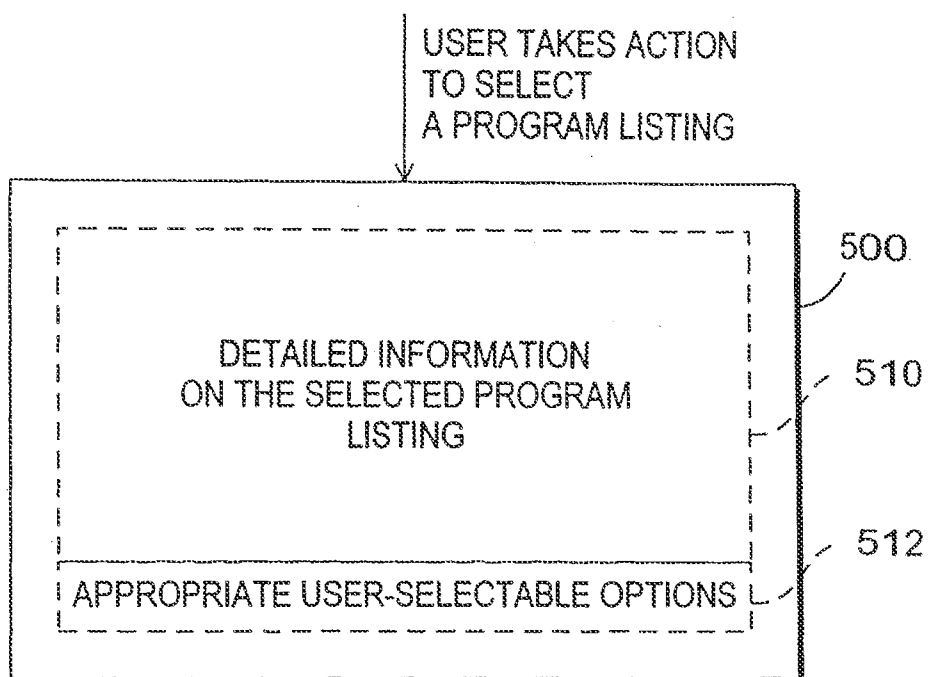 USER TAKES ACTION
TO SELECT
A PROGRAM LISTING
500
DETAILED INFORMATION
ON THE SELECTED PROGRAM
LISTING
510
APPROPRIATE USER-SELECTABLE OPTIONS
512